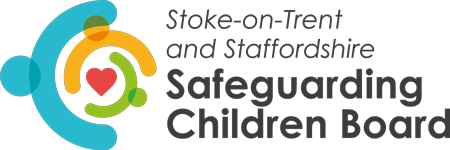 Stoke-on-Trent
and Staffordshire
Safeguarding
Children Board